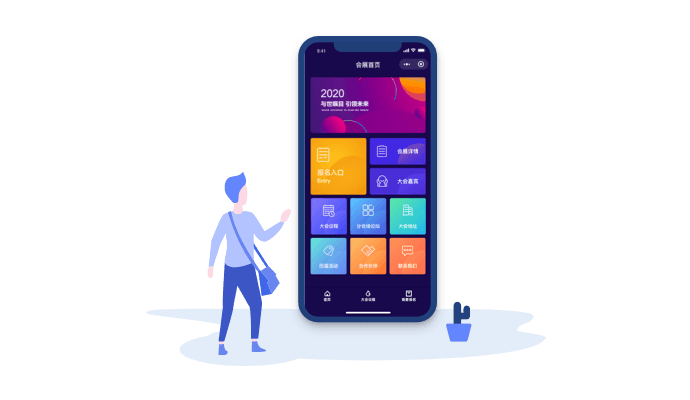 9:41
会展首页
2020
与世瞩目 引领未来
报名入口
Entry
会展详情
大会嘉宾
大会议程
分会场论坛
大会地址
往届活动
合作伙伴
联系我们
首页
大会议程
我要报名